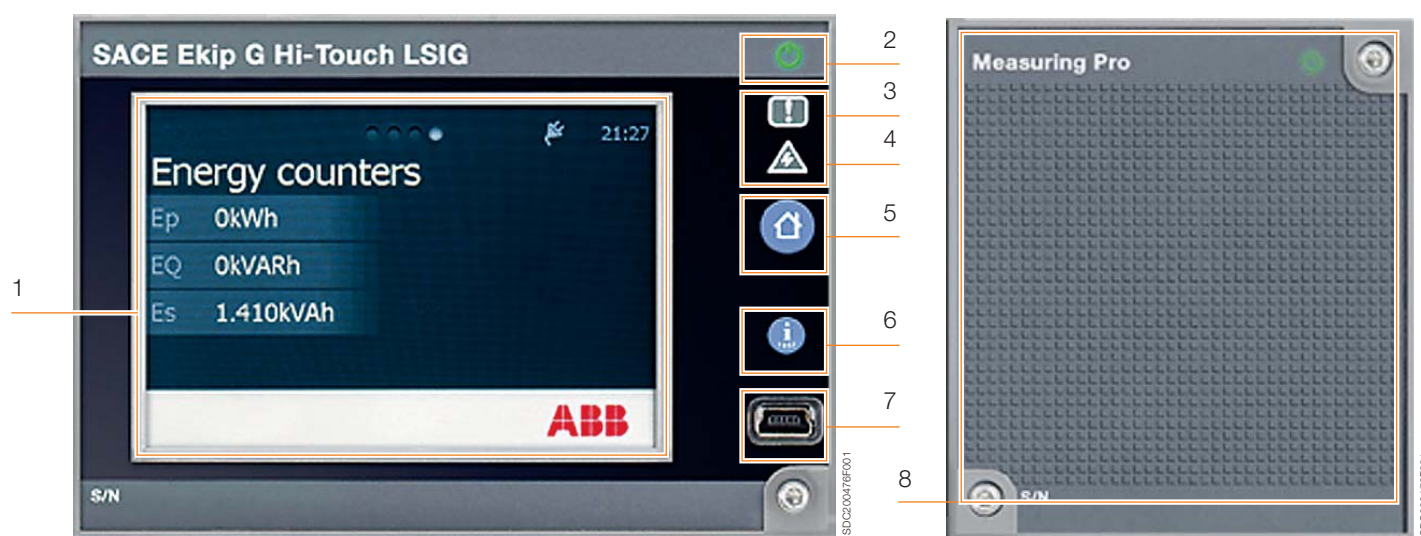 SACE Ekip G Hi-Touch LSIG
21:27
Energy counters
Ep 0kWh
EQ 0kVARh
Es 1.410kVAh
ABB
S/N
1
2
3
4
5
6
7
SDC200476F001
Measuring Pro
8
S/N